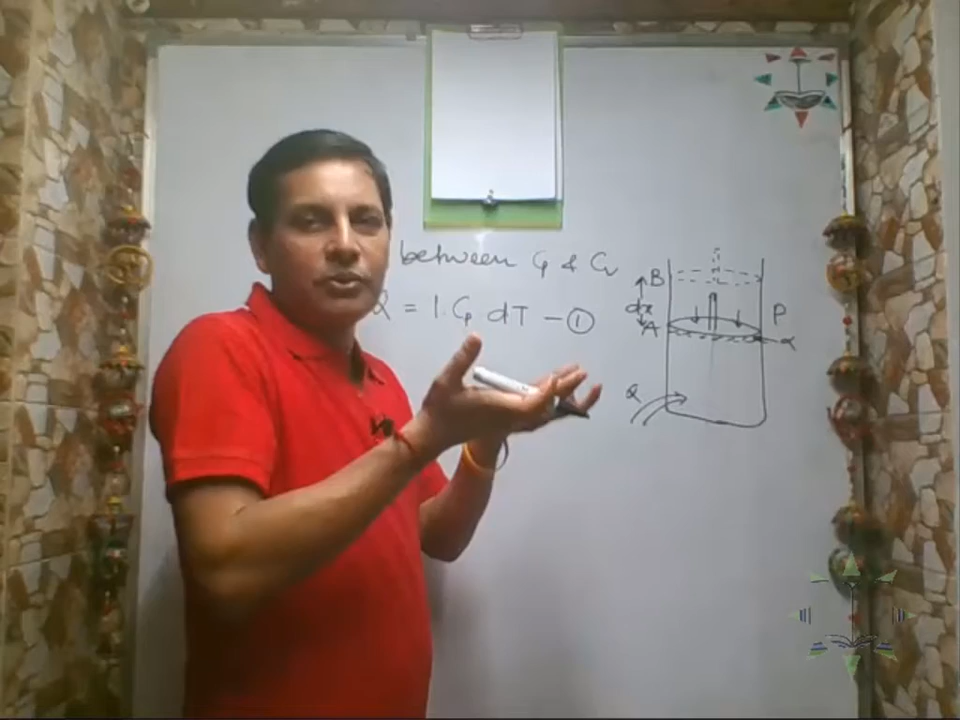 between Cp & Cv
Q = 1. Cp dT - ①
B
dx
A
P
α
Q